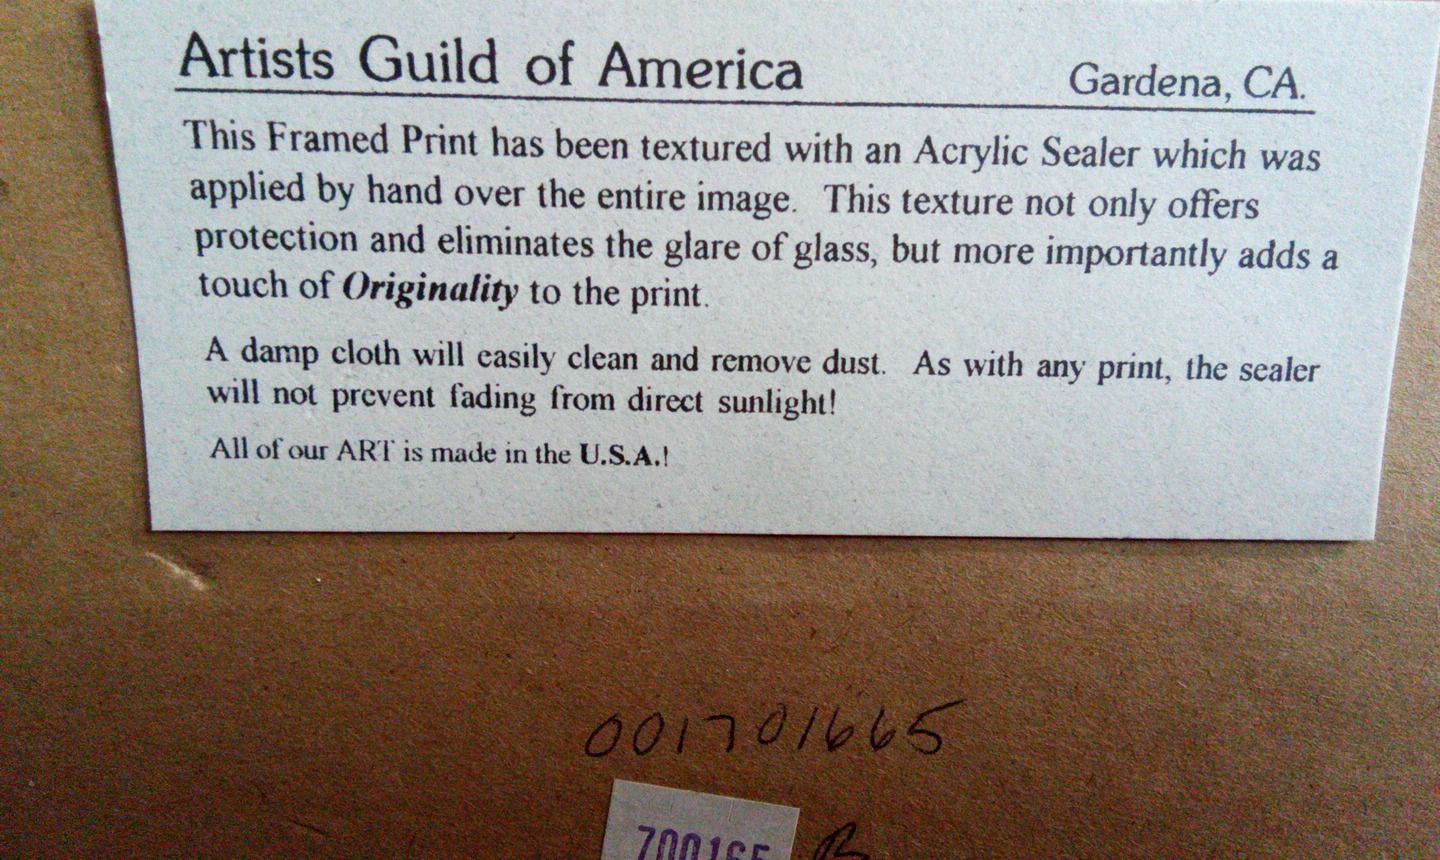 Artists Guild of America Gardena, CA.
This Framed Print has been textured with an Acrylic Sealer which was
applied by hand over the entire image. This texture not only offers
protection and eliminates the glare of glass, but more importantly adds a
touch of Originality to the print.
A damp cloth will easily clean and remove dust. As with any print, the sealer
will not prevent fading from direct sunlight!
All of our ART is made in the U.S.A.!
001701665
700165